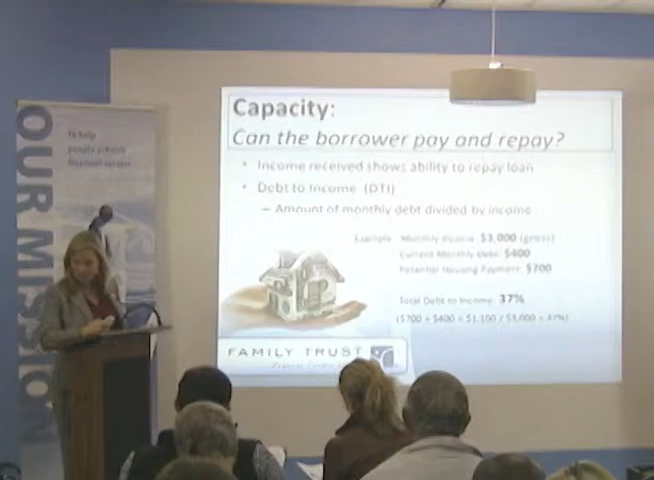 OUR MISSION
To help
people achieve
financial success
Capacity:
Can the borrower pay and repay?
• Income received shows ability to repay loan
• Debt to Income (DTI)
– Amount of monthly debt divided by income
Example: Monthly Income: $3,000 (gross)
Current Monthly Debt: $400
Potential Housing Payment: $700
Total Debt to Income: 37%
($700 + $400 = $1,100 / $3,000 = 37%)
FAMILY TRUST
Federal Credit